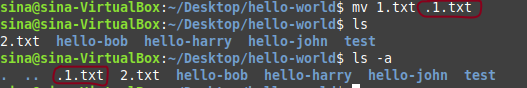 sina@sina-VirtualBox:~/Desktop/hello-world$ mv 1.txt .1.txt
sina@sina-VirtualBox:~/Desktop/hello-world$ ls
2.txt  hello-bob  hello-harry  hello-john  test
sina@sina-VirtualBox:~/Desktop/hello-world$ ls -a
.  ..  .1.txt  2.txt  hello-bob  hello-harry  hello-john  test